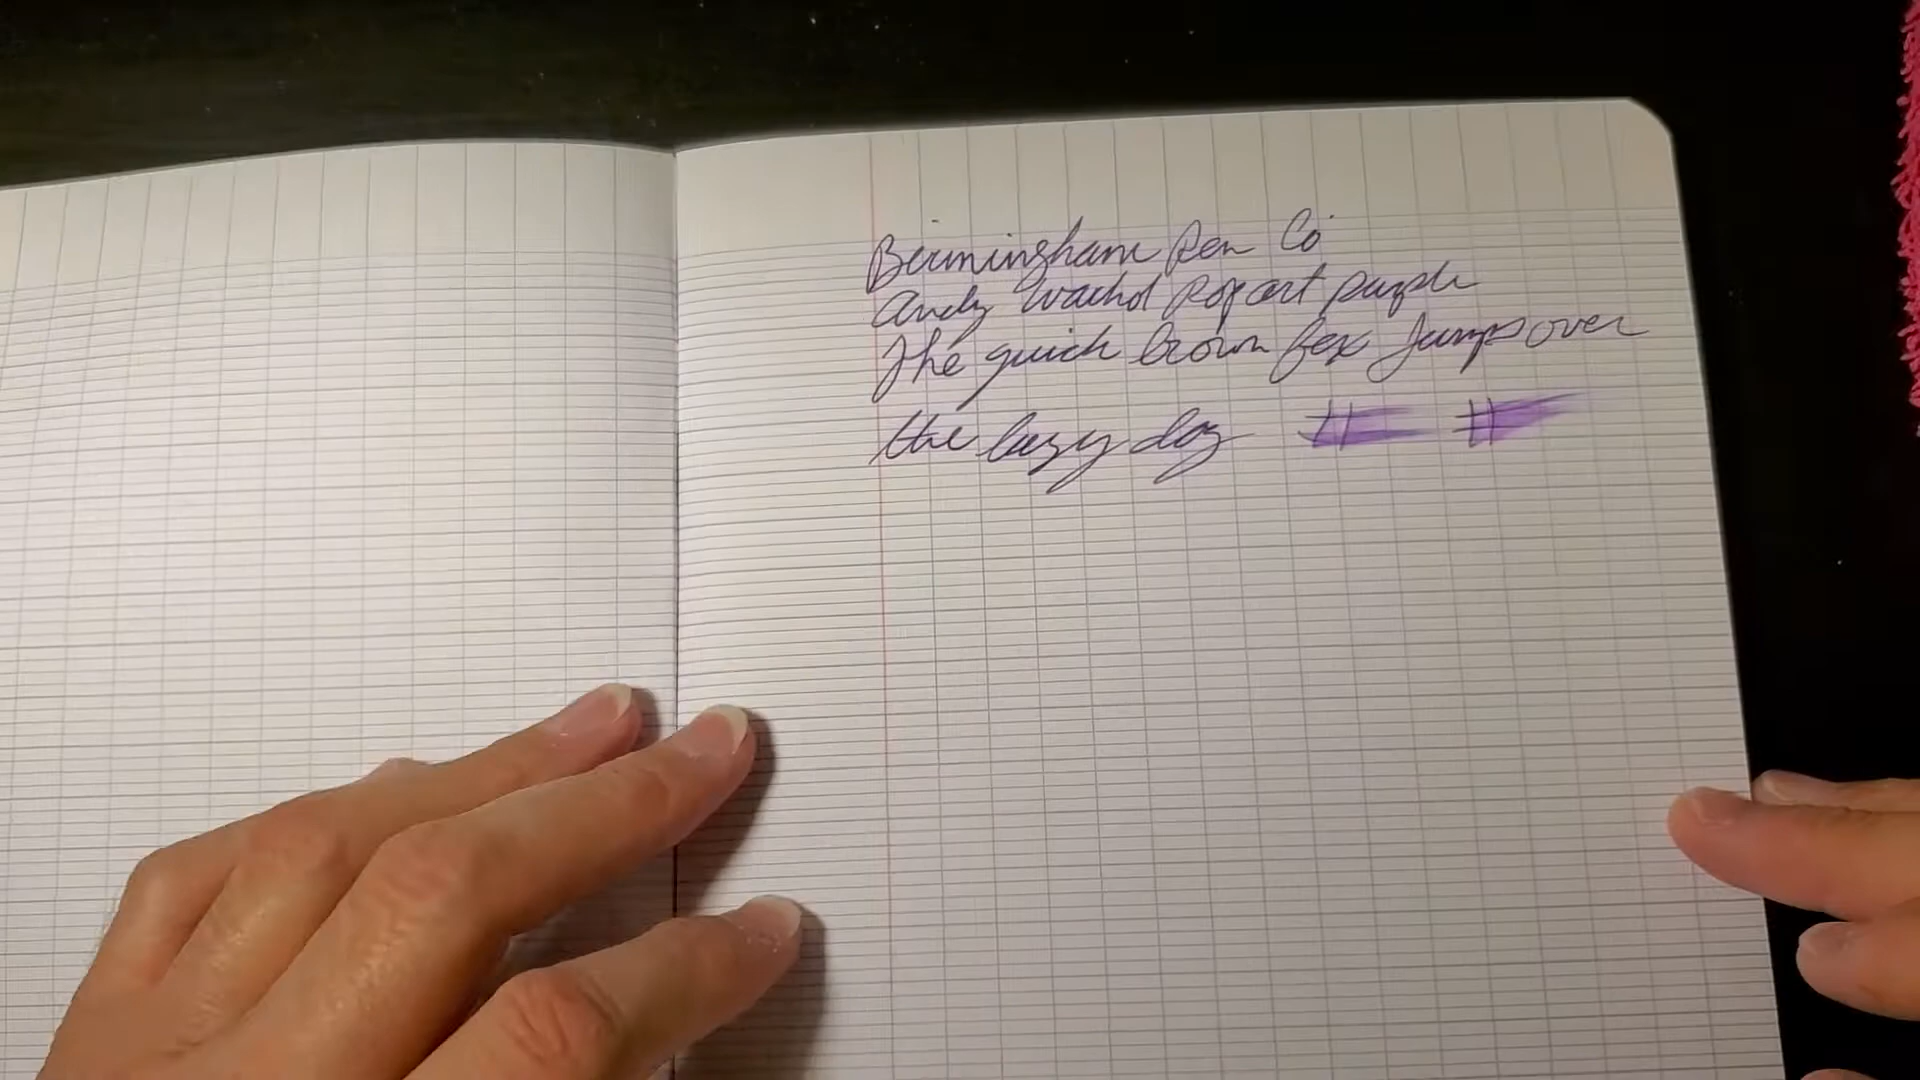 Birmingham Pen Co
Andy Warhol Pop art purple
The quick brown fox jumps over
the lazy dog # #